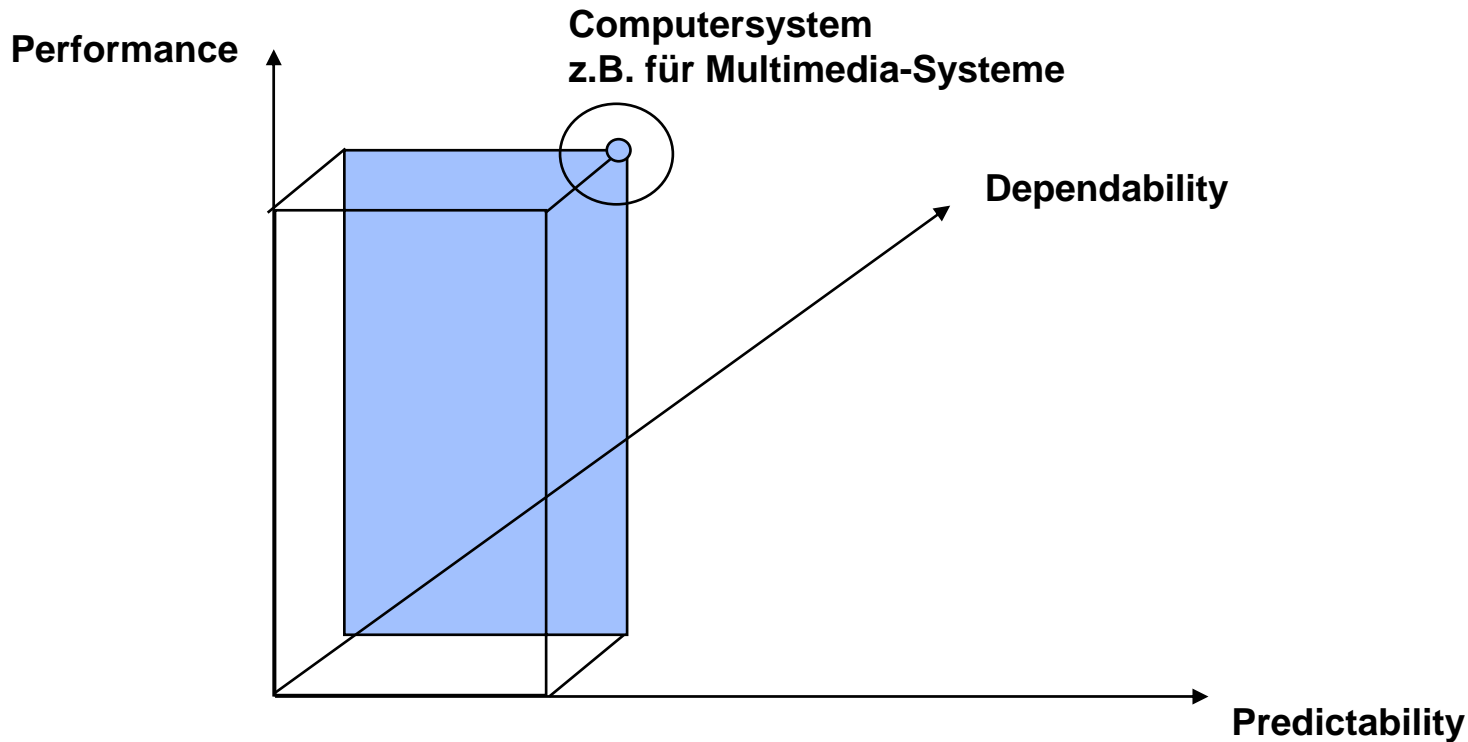 Computersystem
z.B. für Multimedia-Systeme
Performance
Dependability
Predictability